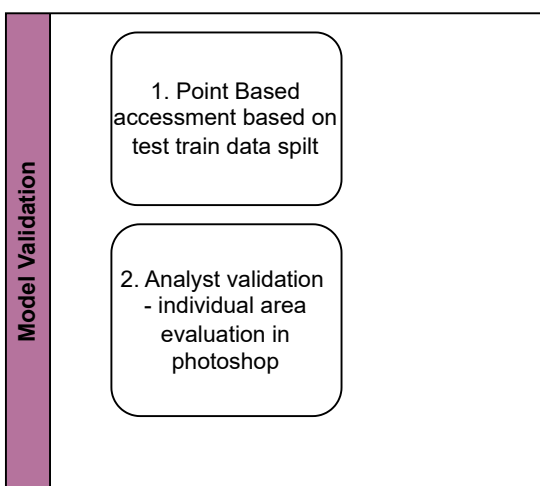 Model Validation
1. Point Based
accessment based on
test train data spilt
2. Analyst validation
- individual area
evaluation in
photoshop